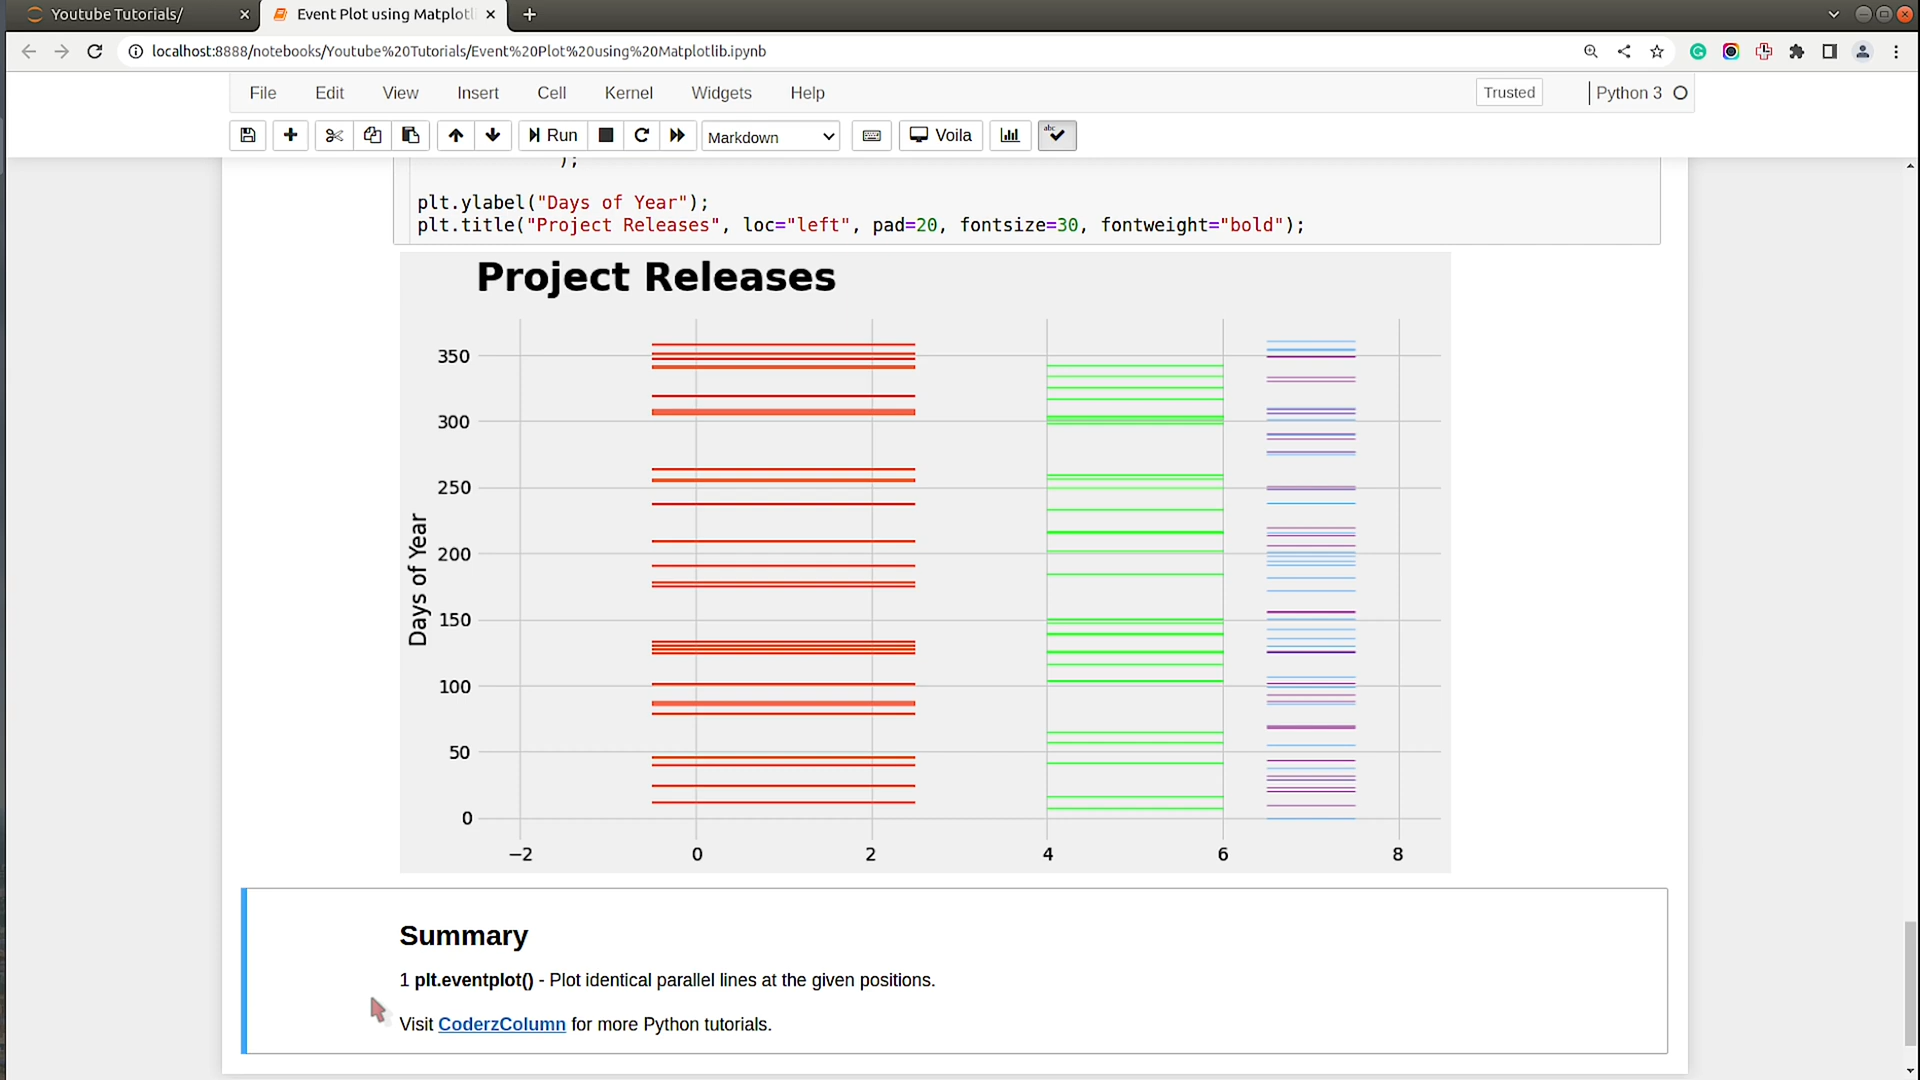 Youtube Tutorials/
Event Plot using Matplotl
localhost:8888/notebooks/Youtube%20Tutorials/Event%20Plot%20using%20Matplotlib.ipynb
File Edit View Insert Cell Kernel Widgets Help Trusted Python 3
Run Markdown Voila abc
);
plt.ylabel("Days of Year");
plt.title("Project Releases", loc="left", pad=20, fontsize=30, fontweight="bold");
Project Releases
350
300
250
200
150
100
50
0
Days of Year
−2 0 2 4 6 8
Summary
1 plt.eventplot() - Plot identical parallel lines at the given positions.
Visit CoderzColumn for more Python tutorials.